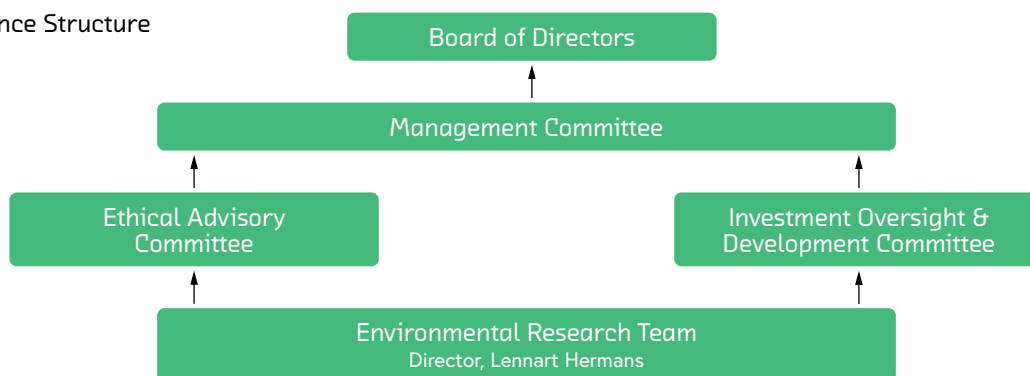 nce Structure
Board of Directors
Management Committee
Ethical Advisory
Committee
Investment Oversight &
Development Committee
Environmental Research Team
Director, Lennart Hermans